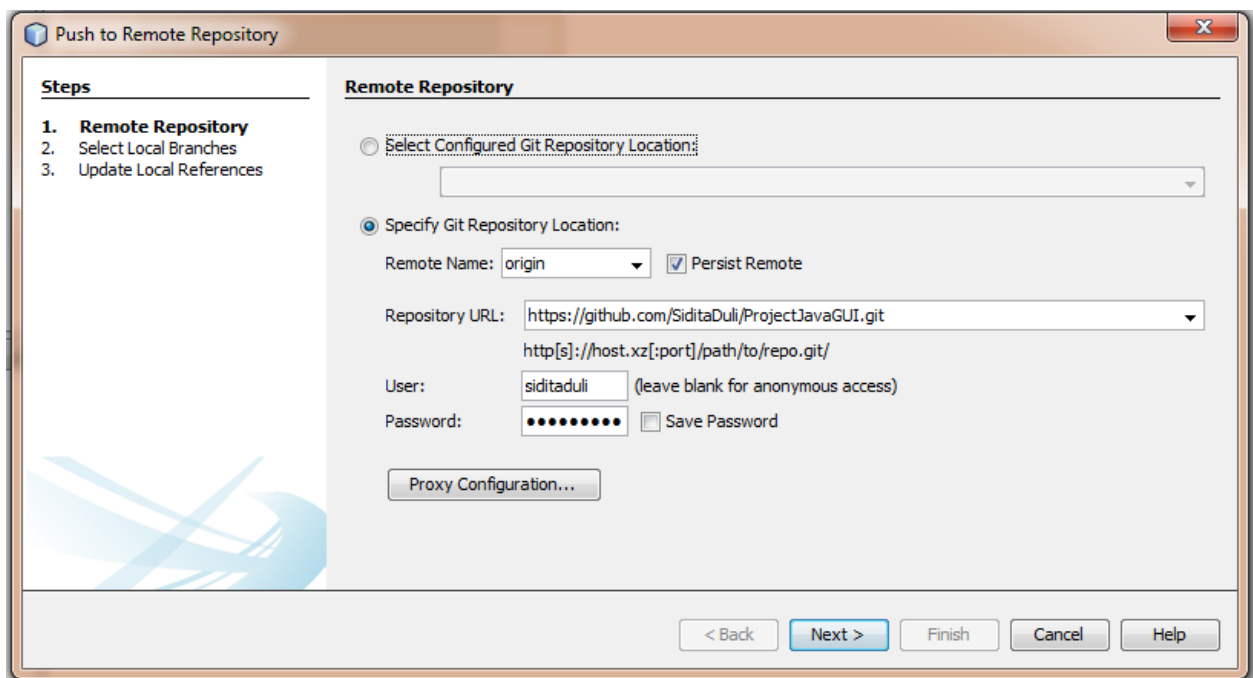 Push to Remote Repository
Steps
1. Remote Repository
2. Select Local Branches
3. Update Local References
Remote Repository
Select Configured Git Repository Location:
Specify Git Repository Location:
Remote Name: origin Persist Remote
Repository URL: https://github.com/SiditaDuli/ProjectJavaGUI.git
http[s]://host.xz[:port]/path/to/repo.git/
User: siditaduli (leave blank for anonymous access)
Password: ●●●●●●●●● Save Password
Proxy Configuration...
< Back Next > Finish Cancel Help